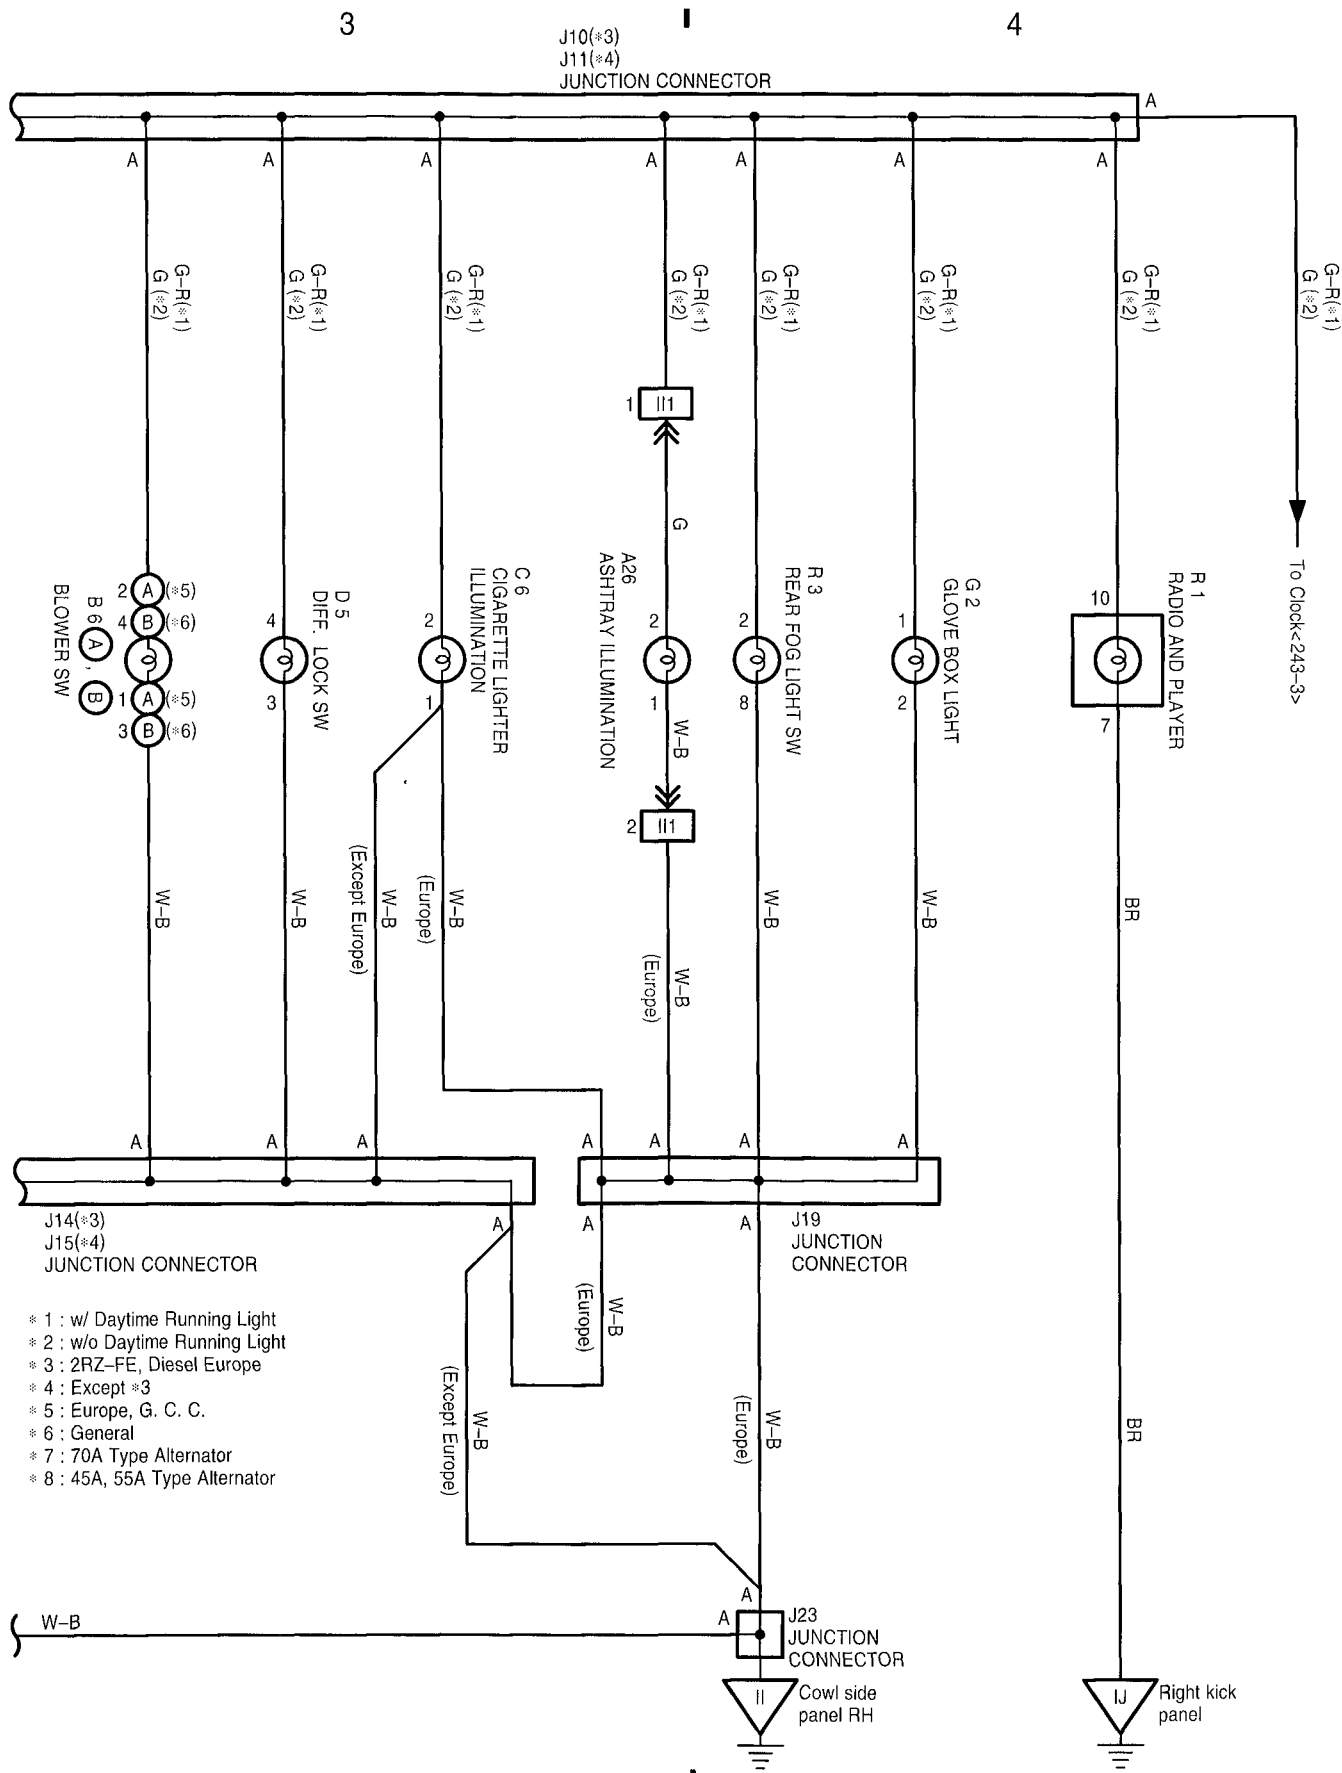 3
4
J10(*3)
J11(*4)
JUNCTION CONNECTOR
A
A
A
A
A
A
A
A
G-R(*1)
G (*2)
G-R(*1)
G (*2)
G-R(*1)
G (*2)
G-R(*1)
G (*2)
G-R(*1)
G (*2)
G-R(*1)
G (*2)
G-R(*1)
G (*2)
G-R(*1)
G (*2)
1 II1
G
To Clock<243-3>
2 A (*5)
4 B (*6)
1 A (*5)
3 B (*6)
B 6 A , B
BLOWER SW
4
3
D 5
DIFF. LOCK SW
2
1
C 6
CIGARETTE LIGHTER
ILLUMINATION
2
1
A26
ASHTRAY ILLUMINATION
2
8
R 3
REAR FOG LIGHT SW
1
2
G 2
GLOVE BOX LIGHT
10
7
R 1
RADIO AND PLAYER
W-B
2 II1
W-B
W-B
W-B
(Except Europe)
W-B
(Europe)
W-B
(Europe)
W-B
W-B
BR
A
A
A
A
A
A
A
J14(*3)
J15(*4)
JUNCTION CONNECTOR
A
A
A
J19
JUNCTION
CONNECTOR
W-B
(Europe)
* 1 : w/ Daytime Running Light
* 2 : w/o Daytime Running Light
* 3 : 2RZ-FE, Diesel Europe
* 4 : Except *3
* 5 : Europe, G. C. C.
* 6 : General
* 7 : 70A Type Alternator
* 8 : 45A, 55A Type Alternator
W-B
(Except Europe)
W-B
(Europe)
BR
W-B
A
A
J23
JUNCTION
CONNECTOR
II
Cowl side
panel RH
IJ
Right kick
panel